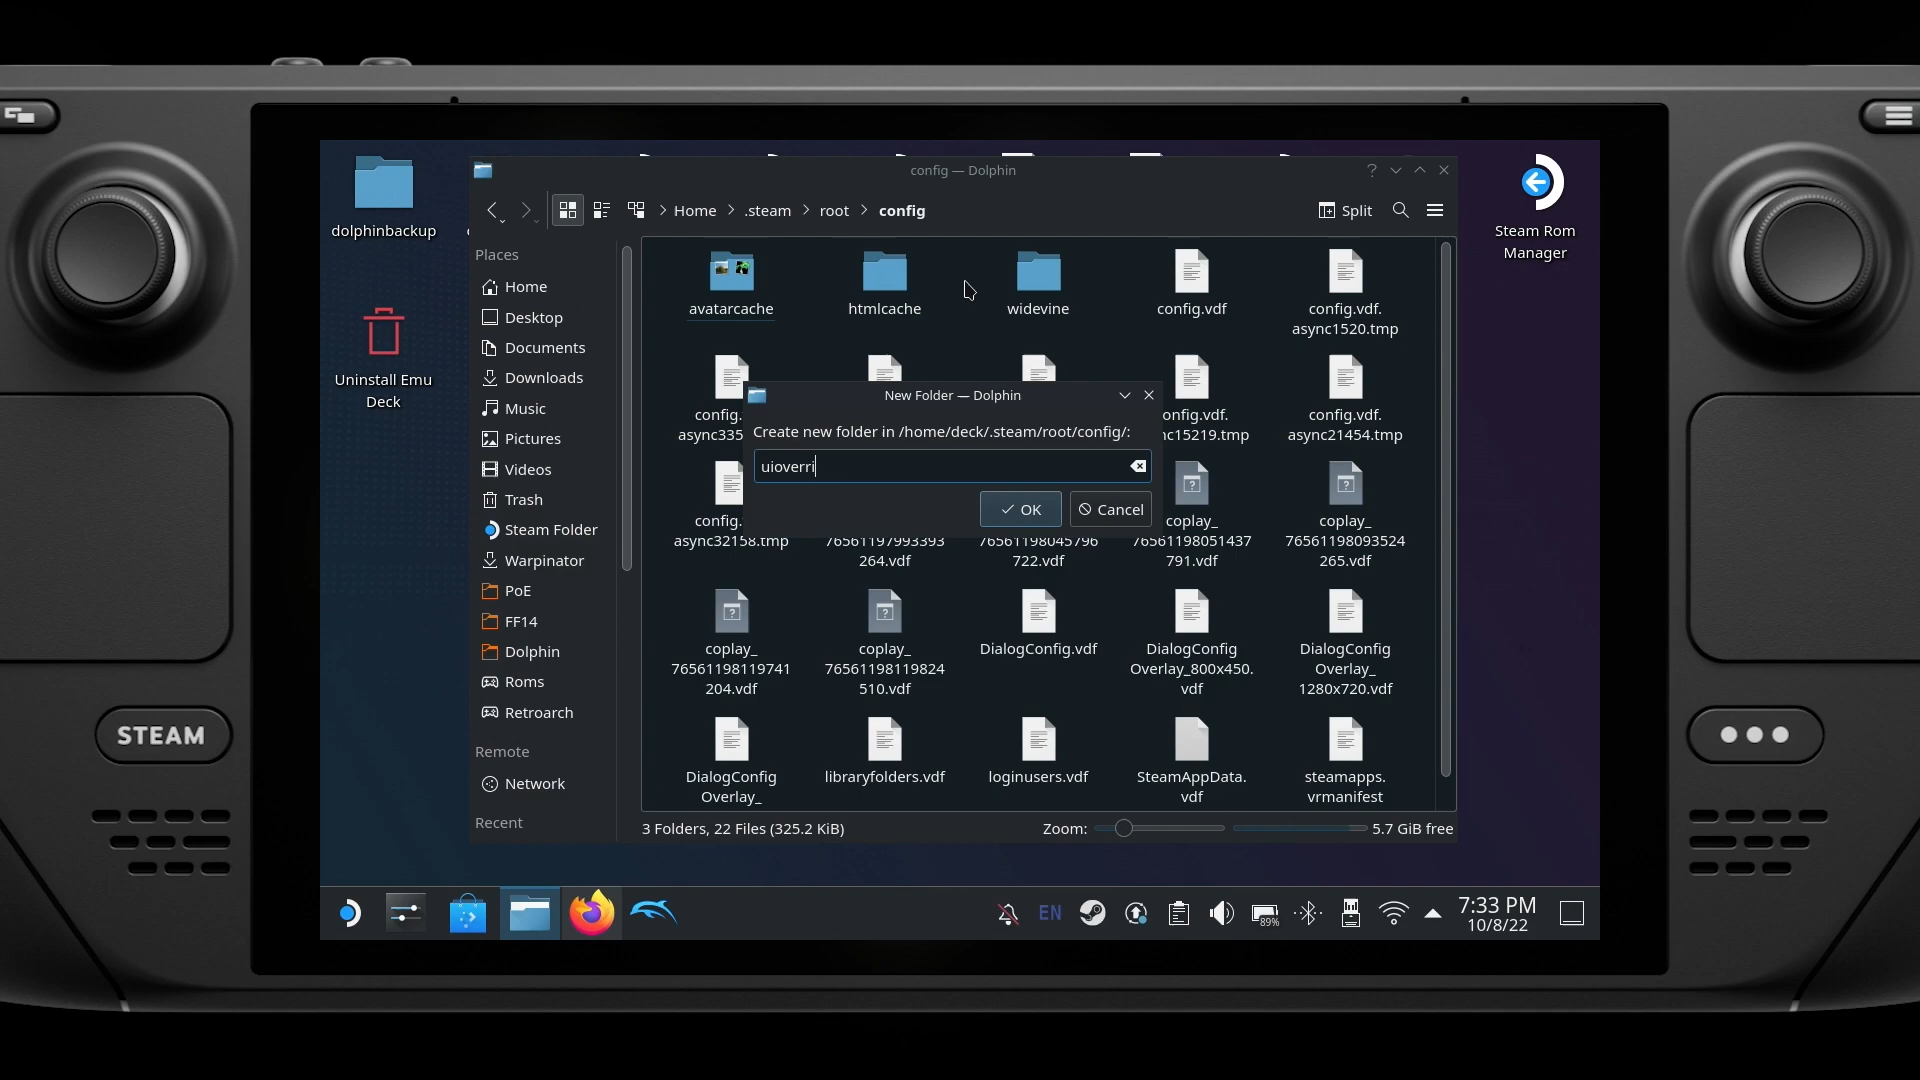 dolphinbackup
Uninstall Emu
Deck
config — Dolphin
Home
.steam
root
config
Split
Places
Home
Desktop
Documents
Downloads
Music
Pictures
Videos
Trash
Steam Folder
Warpinator
PoE
FF14
Dolphin
Roms
Retroarch
Remote
Network
Recent
avatarcache
htmlcache
widevine
config.vdf
config.vdf.
async1520.tmp
config.
async335
onfig.vdf.
nc15219.tmp
config.vdf.
async21454.tmp
New Folder — Dolphin
Create new folder in /home/deck/.steam/root/config/:
uioverri
OK
Cancel
config.
async32158.tmp
76561197993393
264.vdf
76561198045796
722.vdf
coplay_
76561198051437
791.vdf
coplay_
76561198093524
265.vdf
coplay_
76561198119741
204.vdf
coplay_
76561198119824
510.vdf
DialogConfig.vdf
DialogConfig
Overlay_800x450.
vdf
DialogConfig
Overlay_
1280x720.vdf
DialogConfig
Overlay_
libraryfolders.vdf
loginusers.vdf
SteamAppData.
vdf
steamapps.
vrmanifest
3 Folders, 22 Files (325.2 KiB)
Zoom:
5.7 GiB free
Steam Rom
Manager
STEAM
EN
89%
7:33 PM
10/8/22